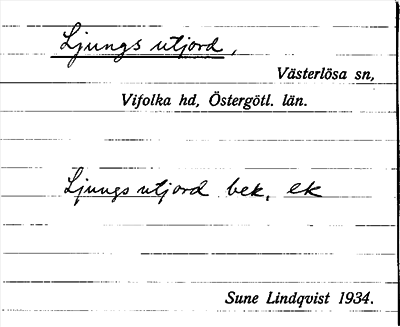 Ljungs utjord,
Västerlösa sn,
Vifolka hd, Östergötl. län.
Ljungs utjord bek. ek
Sune Lindqvist 1934.